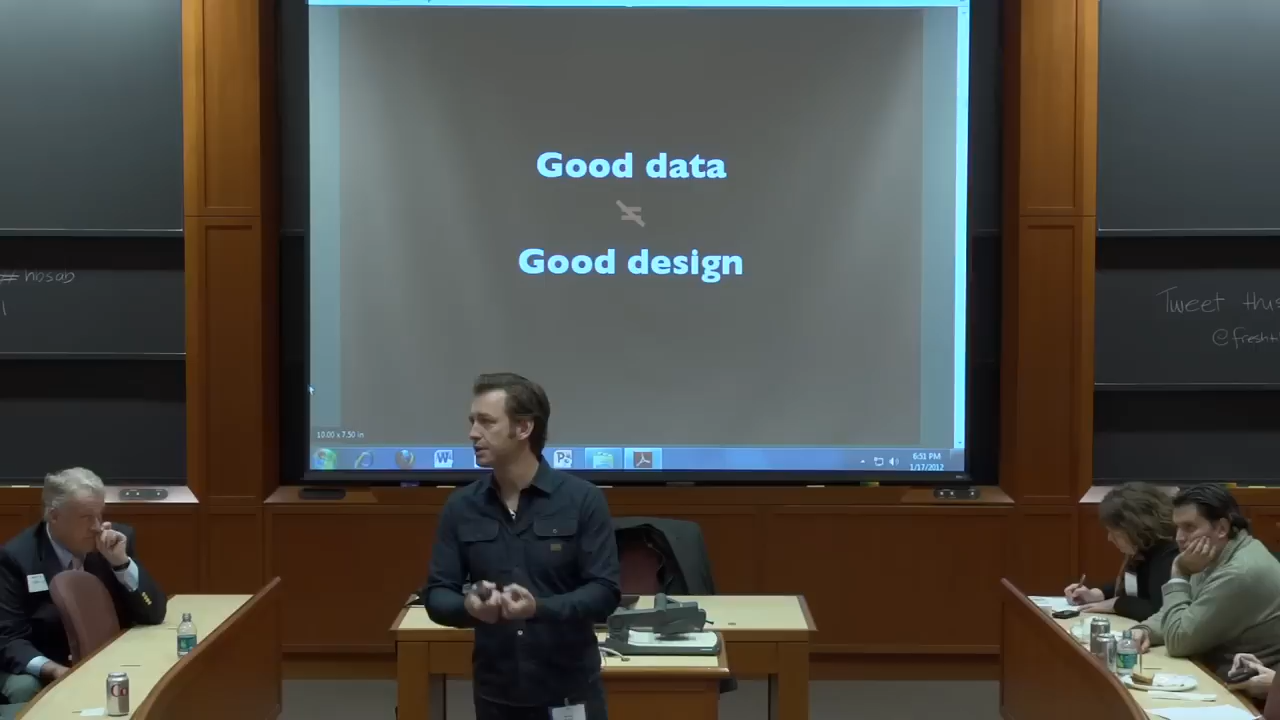 Good data
≠
Good design
# hbsab
Tweet this
10.00 x 7.50 in
6:51 PM
1/17/2012